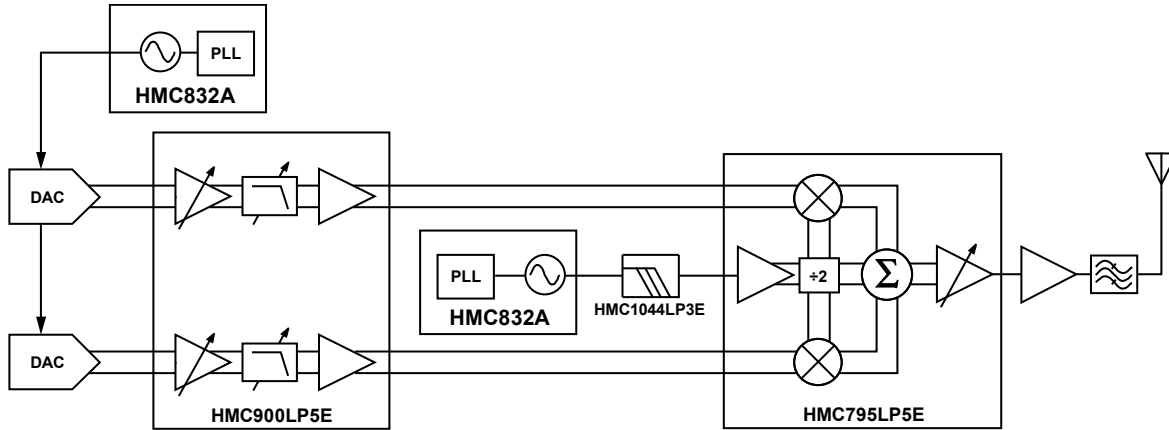 PLL
HMC832A
DAC
PLL
HMC832A
HMC1044LP3E
÷2
Σ
DAC
HMC900LP5E
HMC795LP5E